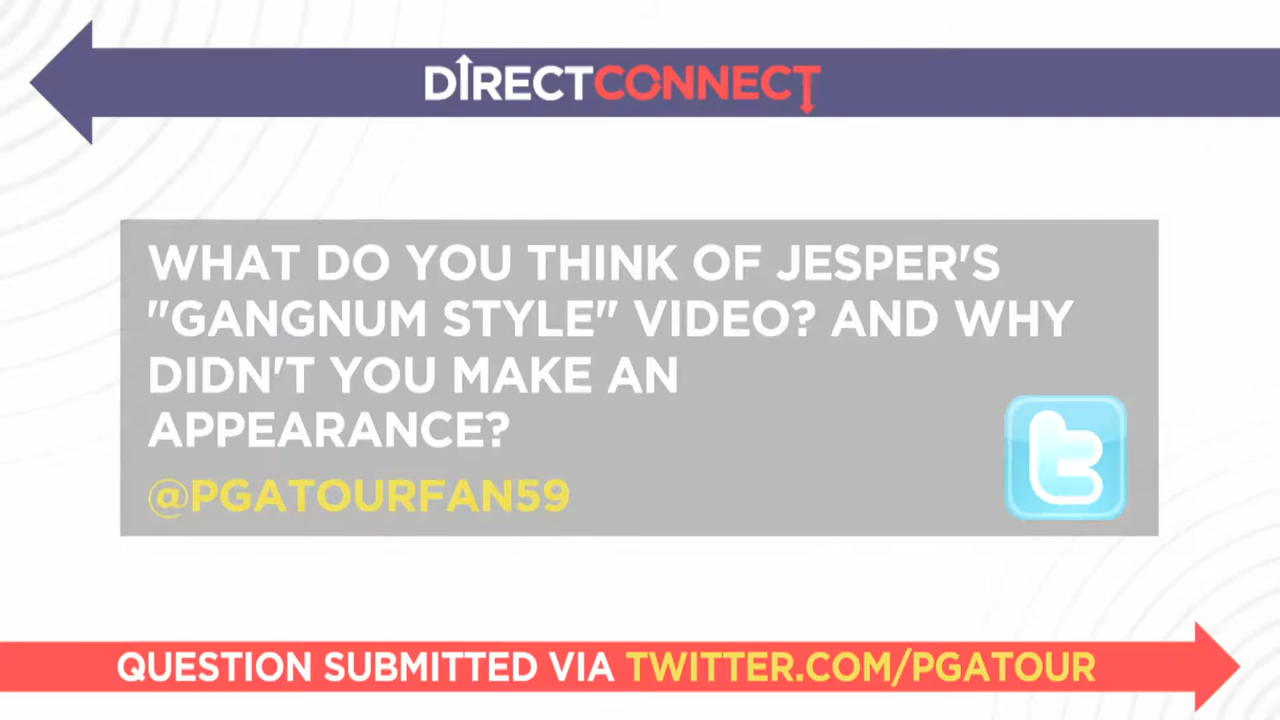 DIRECTCONNECT
WHAT DO YOU THINK OF JESPER'S
"GANGNUM STYLE" VIDEO? AND WHY
DIDN'T YOU MAKE AN
APPEARANCE?
@PGATOURFAN59
QUESTION SUBMITTED VIA TWITTER.COM/PGATOUR